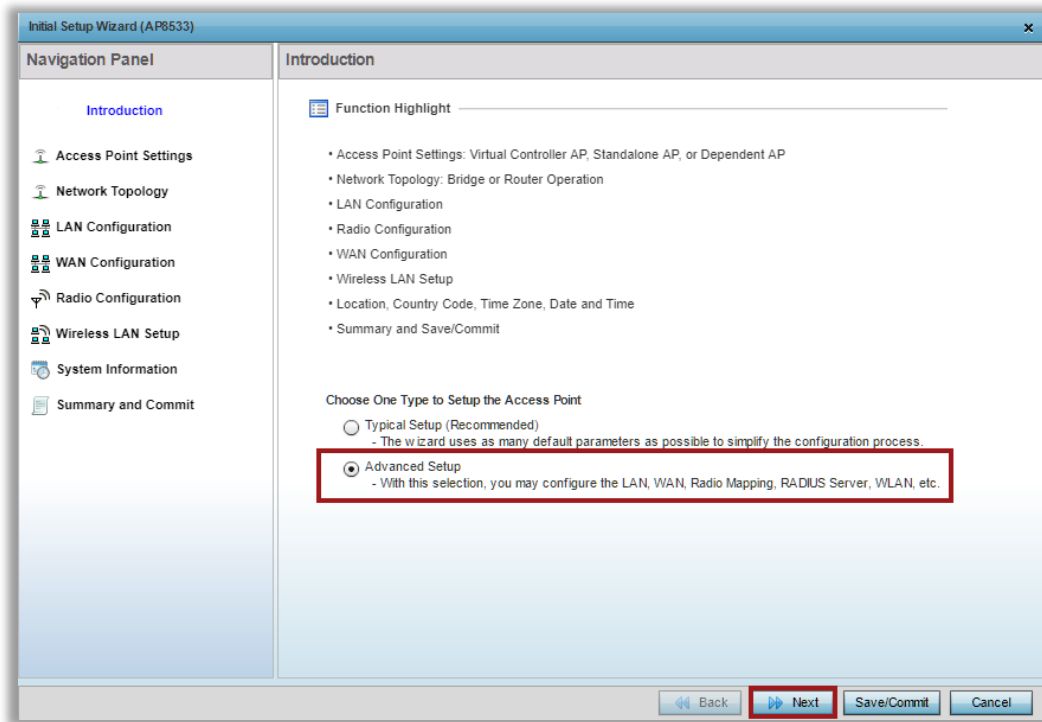 Initial Setup Wizard (AP8533)
Navigation Panel
Introduction
Access Point Settings
Network Topology
LAN Configuration
WAN Configuration
Radio Configuration
Wireless LAN Setup
System Information
Summary and Commit
Introduction
Function Highlight
• Access Point Settings: Virtual Controller AP, Standalone AP, or Dependent AP
• Network Topology: Bridge or Router Operation
• LAN Configuration
• Radio Configuration
• WAN Configuration
• Wireless LAN Setup
• Location, Country Code, Time Zone, Date and Time
• Summary and Save/Commit
Choose One Type to Setup the Access Point
Typical Setup (Recommended)
- The wizard uses as many default parameters as possible to simplify the configuration process.
Advanced Setup
- With this selection, you may configure the LAN, WAN, Radio Mapping, RADIUS Server, WLAN, etc.
Back
Next
Save/Commit
Cancel